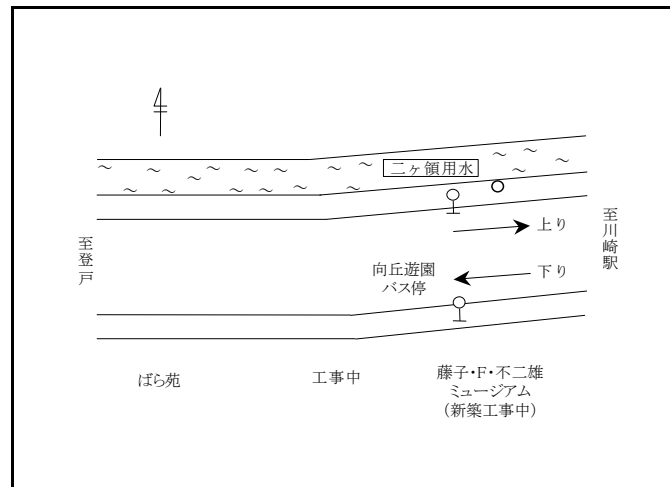 二ヶ領用水
上り
至川崎駅
至登戸
向丘遊園
バス停
下り
ばら苑
工事中
藤子・F・不二雄
ミュージアム
（新築工事中）